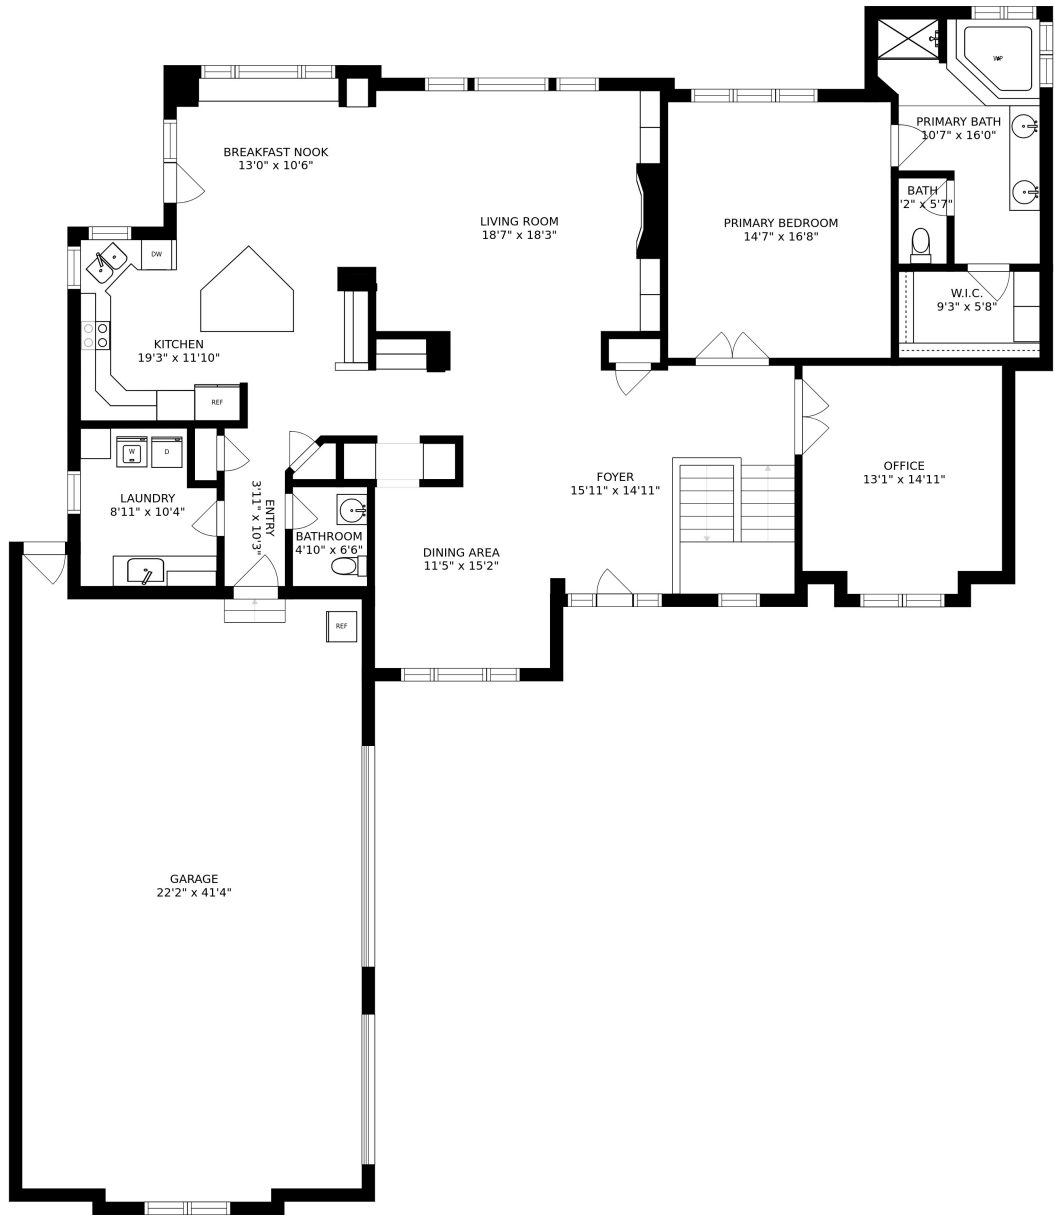 WP
PRIMARY BATH
10'7" x 16'0"
BREAKFAST NOOK
13'0" x 10'6"
BATH
'2" x 5'7"
LIVING ROOM
18'7" x 18'3"
PRIMARY BEDROOM
14'7" x 16'8"
DW
W.I.C.
9'3" x 5'8"
KITCHEN
19'3" x 11'10"
REF
W
D
OFFICE
13'1" x 14'11"
FOYER
15'11" x 14'11"
LAUNDRY
8'11" x 10'4"
ENTRY
3'11" x 10'3"
BATHROOM
4'10" x 6'6"
DINING AREA
11'5" x 15'2"
REF
GARAGE
22'2" x 41'4"